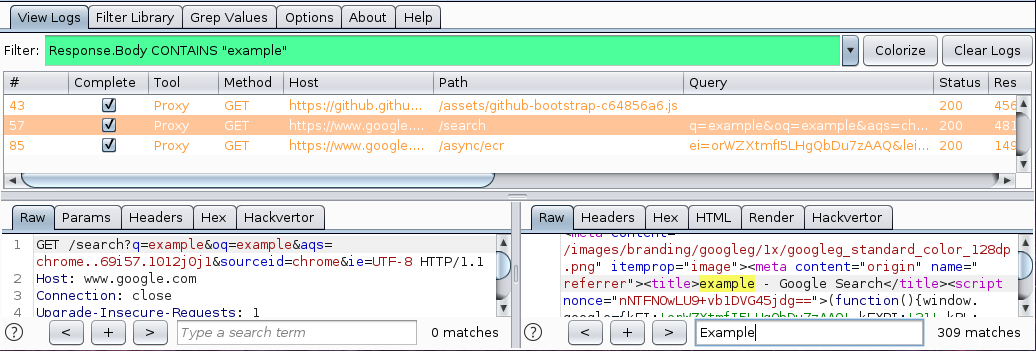 View Logs Filter Library Grep Values Options About Help
Filter: Response.Body CONTAINS "example" Colorize Clear Logs
# Complete Tool Method Host Path Query Status Res
43 Proxy GET https://github.githu... /assets/github-bootstrap-c64856a6.js 200 456
57 Proxy GET https://www.google.... /search q=example&oq=example&aqs=ch... 200 481
85 Proxy GET https://www.google.... /async/ecr ei=orWZXtmfI5LHgQbDu7zAAQ&lei... 200 149
Raw Params Headers Hex Hackvertor
1 GET /search?q=example&oq=example&aqs=
chrome..69i57.1012j0j1&sourceid=chrome&ie=UTF-8 HTTP/1.1
2 Host: www.google.com
3 Connection: close
4 Upgrade-Insecure-Requests: 1
? < + > Type a search term 0 matches
Raw Headers Hex HTML Render Hackvertor
<meta content="
/images/branding/googleg/1x/googleg_standard_color_128dp
.png" itemprop="image"><meta content="origin" name="
referrer"><title>example - Google Search</title><script
nonce="nNTFNOwLU9+vb1DVG45jdg==">(function(){window.
? < + > Example 309 matches